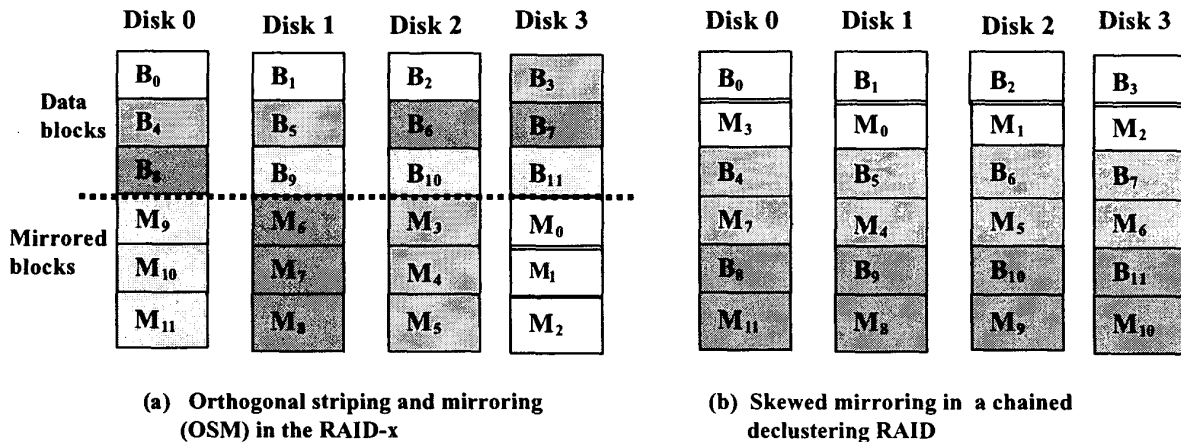 Disk 0 Disk 1 Disk 2 Disk 3 Disk 0 Disk 1 Disk 2 Disk 3
B0 B1 B2 B3 B0 B1 B2 B3
Data blocks
B4 B5 B6 B7 M3 M0 M1 M2
B8 B9 B10 B11 B4 B5 B6 B7
M9 M6 M3 M0 M7 M4 M5 M6
Mirrored blocks
M10 M7 M4 M1 B8 B9 B10 B11
M11 M8 M5 M2 M11 M8 M9 M10
(a) Orthogonal striping and mirroring
(OSM) in the RAID-x
(b) Skewed mirroring in a chained
declustering RAID